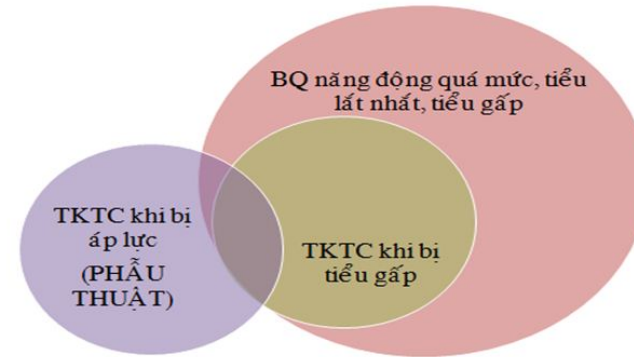 BQ năng động quá mức, tiểu
lắt nhắt, tiểu gấp
TKTC khi bị
áp lực
(PHẪU
THUẬT)
TKTC khi bị
tiểu gấp